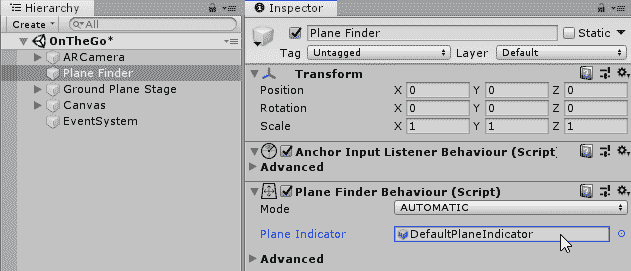 Hierarchy
Create
All
OnTheGo*
ARCamera
Plane Finder
Ground Plane Stage
Canvas
EventSystem
Inspector
Plane Finder
Static
Tag Untagged Layer Default
Transform
Position X 0 Y 0 Z 0
Rotation X 0 Y 0 Z 0
Scale X 1 Y 1 Z 1
Anchor Input Listener Behaviour (Script)
Advanced
Plane Finder Behaviour (Script)
Mode AUTOMATIC
Plane Indicator DefaultPlaneIndicator
Advanced